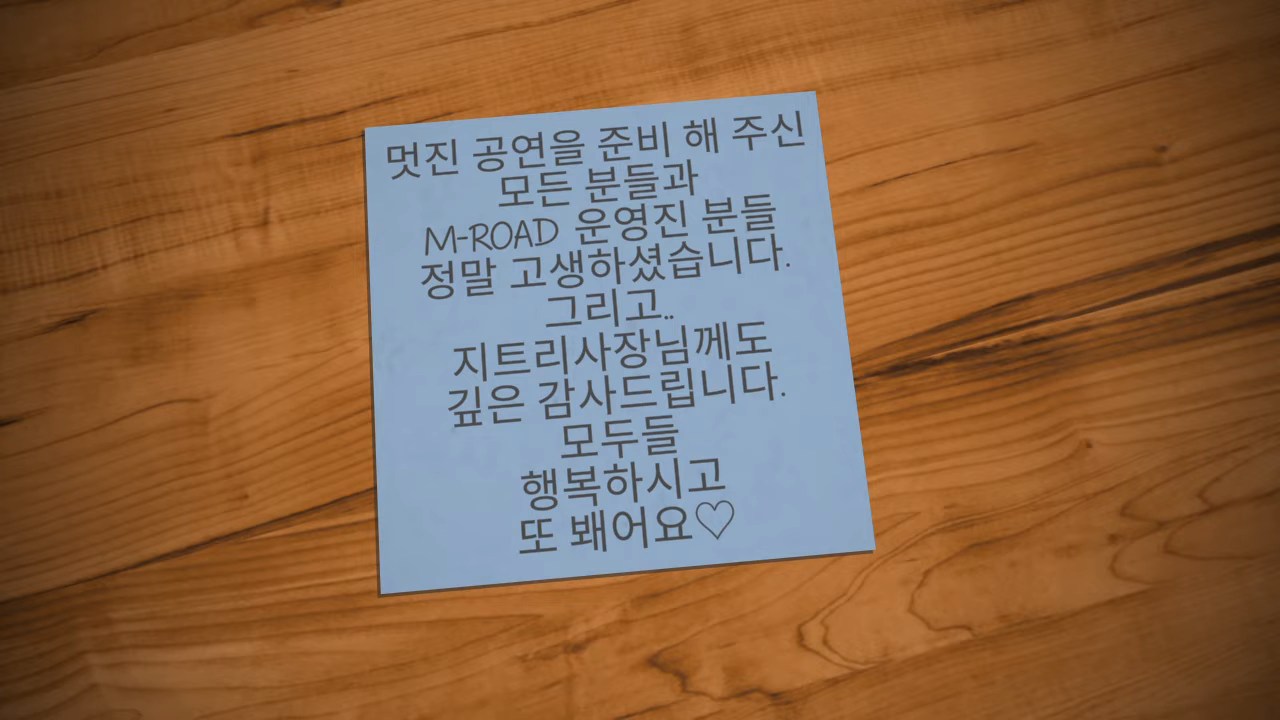 멋진 공연을 준비 해 주신
모든 분들과
M-ROAD 운영진 분들
정말 고생하셨습니다.
그리고..
지트리사장님께도
깊은 감사드립니다.
모두들
행복하시고
또 봬어요♡